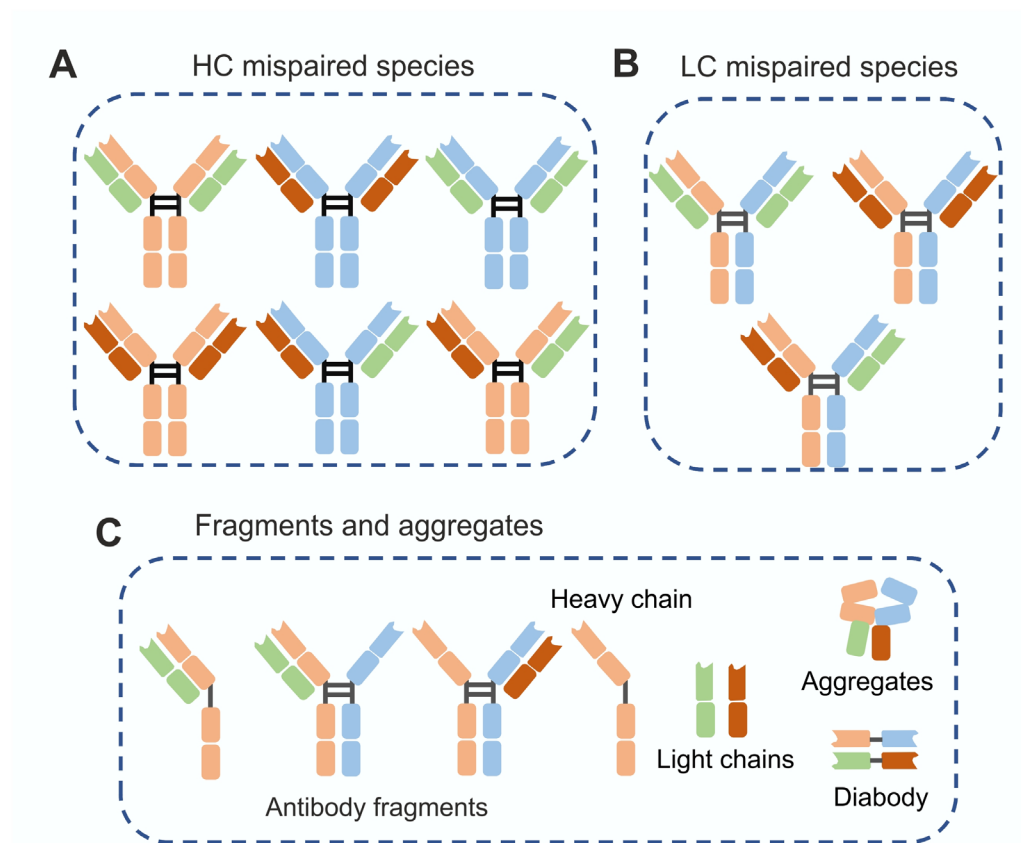 A
HC mispaired species
B
LC mispaired species
C
Fragments and aggregates
Heavy chain
Aggregates
Light chains
Diabody
Antibody fragments